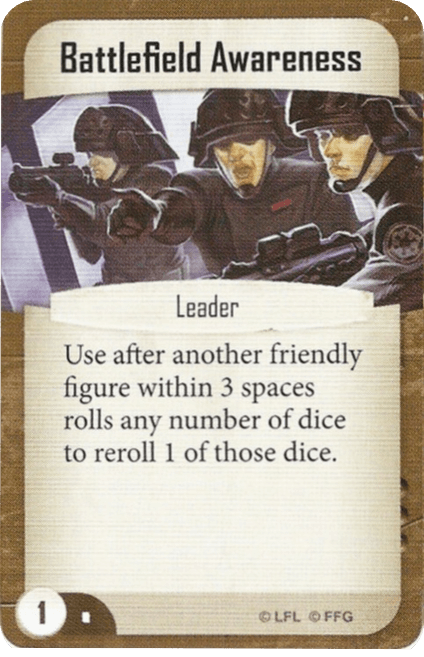 Battlefield Awareness
Leader
Use after another friendly
figure within 3 spaces
rolls any number of dice
to reroll 1 of those dice.
1
© LFL © FFG